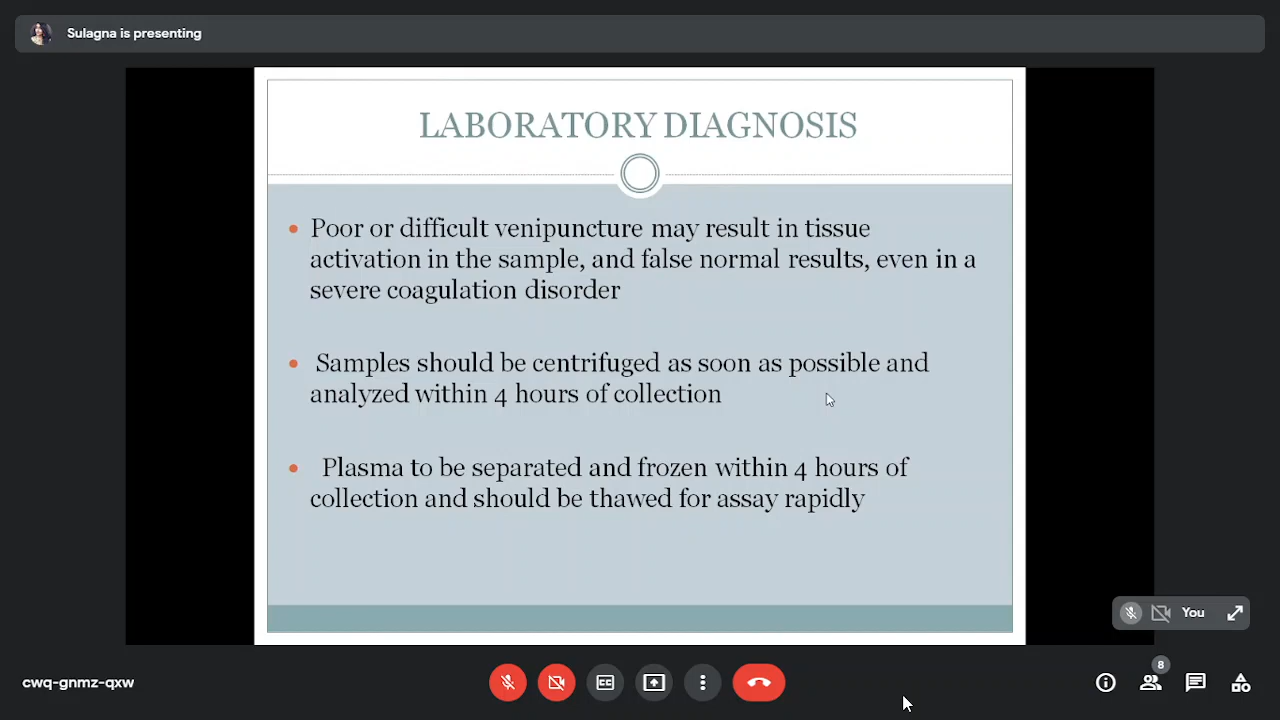 Sulagna is presenting
LABORATORY DIAGNOSIS
• Poor or difficult venipuncture may result in tissue
activation in the sample, and false normal results, even in a
severe coagulation disorder
• Samples should be centrifuged as soon as possible and
analyzed within 4 hours of collection
• Plasma to be separated and frozen within 4 hours of
collection and should be thawed for assay rapidly
You
cwq-gnmz-qxw
CC
8